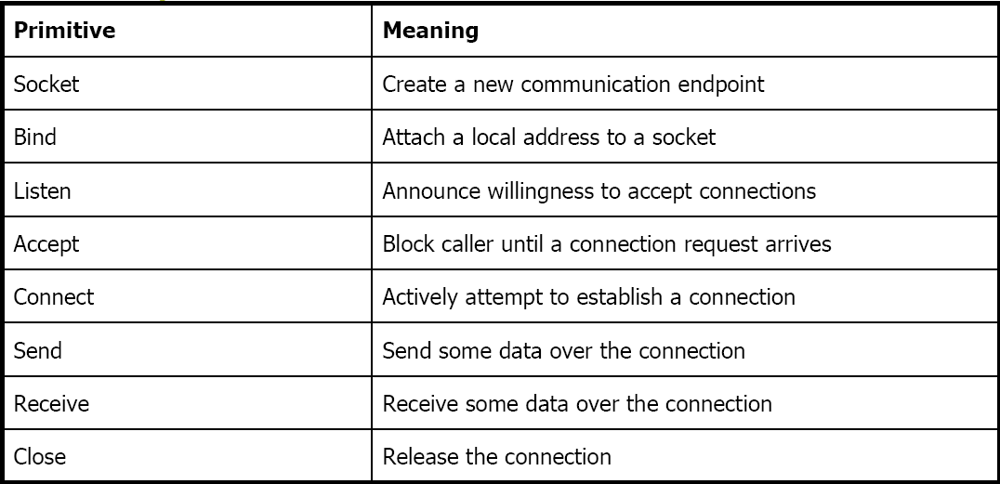 Primitive Meaning
Socket Create a new communication endpoint
Bind Attach a local address to a socket
Listen Announce willingness to accept connections
Accept Block caller until a connection request arrives
Connect Actively attempt to establish a connection
Send Send some data over the connection
Receive Receive some data over the connection
Close Release the connection